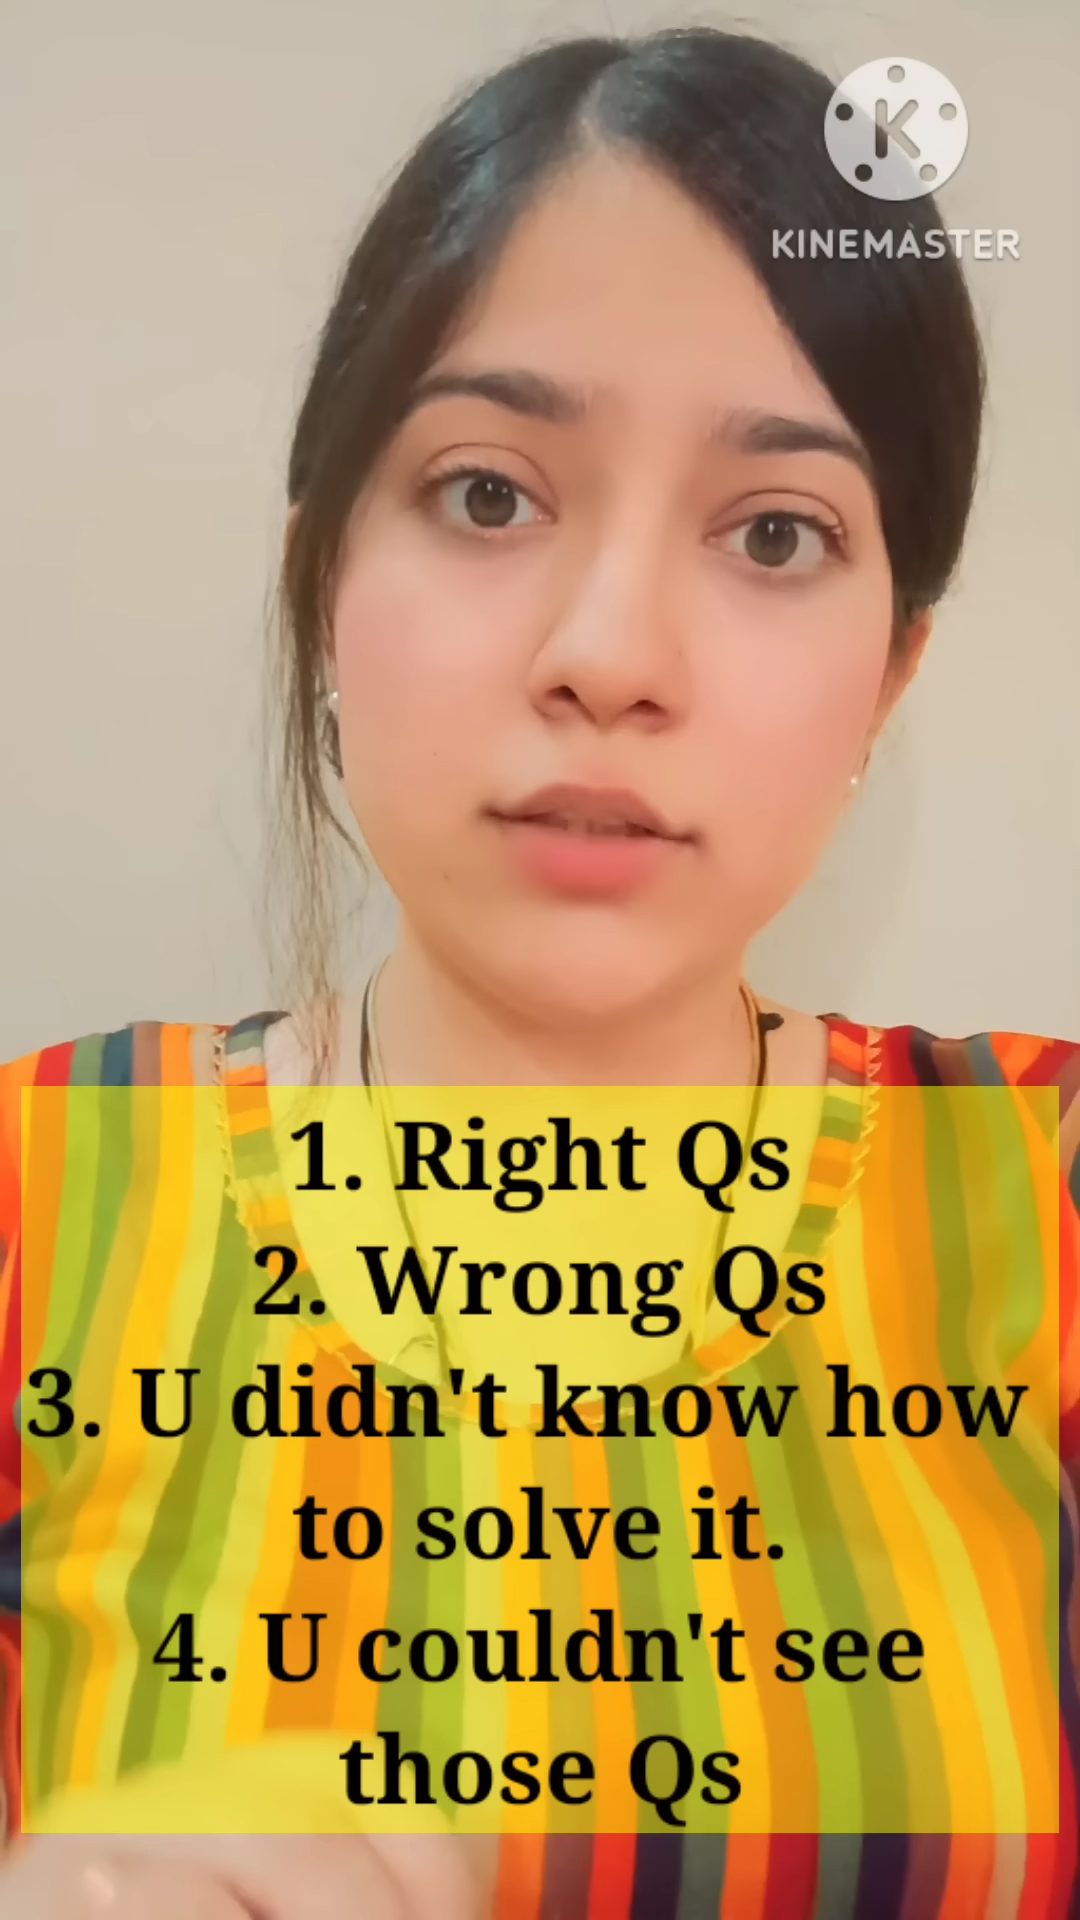 K
KINEMASTER
1. Right Qs
2. Wrong Qs
3. U didn't know how
to solve it.
4. U couldn't see
those Qs